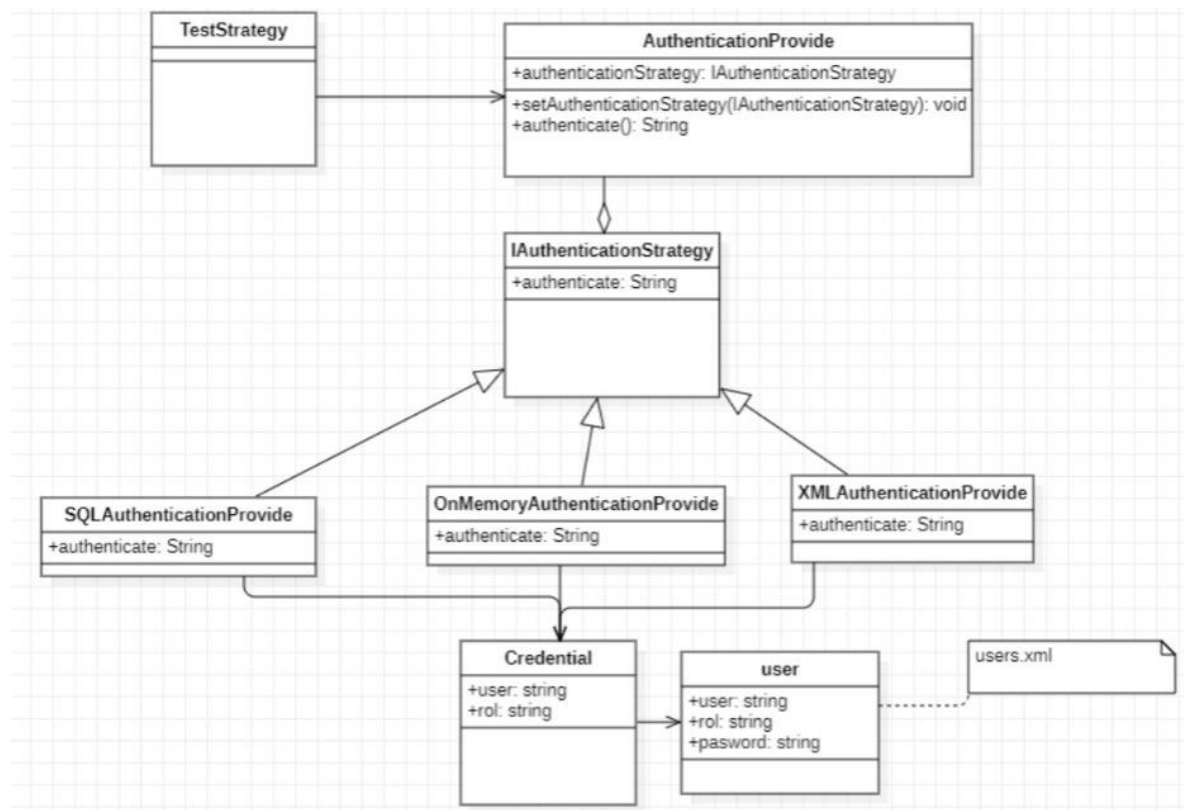 TestStrategy
AuthenticationProvide
+authenticationStrategy: IAuthenticationStrategy
+setAuthenticationStrategy(IAuthenticationStrategy): void
+authenticate(): String
IAuthenticationStrategy
+authenticate: String
SQLAuthenticationProvide
+authenticate: String
OnMemoryAuthenticationProvide
+authenticate: String
XMLAuthenticationProvide
+authenticate: String
Credential
+user: string
+rol: string
user
+user: string
+rol: string
+pasword: string
users.xml